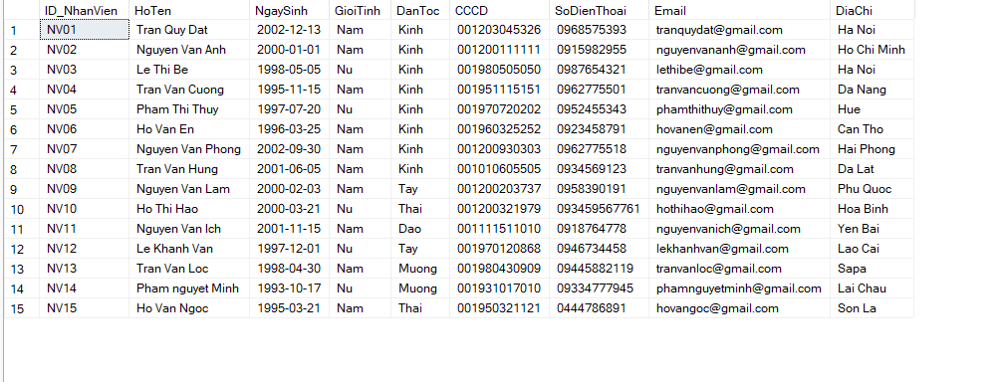 ID_NhanVien HoTen NgaySinh GioiTinh DanToc CCCD SoDienThoai Email DiaChi
1 NV01 Tran Quy Dat 2002-12-13 Nam Kinh 001203045326 0968575393 tranquydat@gmail.com Ha Noi
2 NV02 Nguyen Van Anh 2000-01-01 Nam Kinh 001200111111 0915982955 nguyenvananh@gmail.com Ho Chi Minh
3 NV03 Le Thi Be 1998-05-05 Nu Kinh 001980505050 0987654321 lethibe@gmail.com Ha Noi
4 NV04 Tran Van Cuong 1995-11-15 Nam Kinh 001951115151 0962775501 tranvancuong@gmail.com Da Nang
5 NV05 Pham Thi Thuy 1997-07-20 Nu Kinh 001970720202 0952455343 phamthithuy@gmail.com Hue
6 NV06 Ho Van En 1996-03-25 Nam Kinh 001960325252 0923458791 hovanen@gmail.com Can Tho
7 NV07 Nguyen Van Phong 2002-09-30 Nam Kinh 001200930303 0962775518 nguyenvanphong@gmail.com Hai Phong
8 NV08 Tran Van Hung 2001-06-05 Nam Kinh 001010605505 0934569123 tranvanhung@gmail.com Da Lat
9 NV09 Nguyen Van Lam 2000-02-03 Nam Tay 001200203737 0958390191 nguyenvanlam@gmail.com Phu Quoc
10 NV10 Ho Thi Hao 2000-03-21 Nu Thai 001200321979 093459567761 hothihao@gmail.com Hoa Binh
11 NV11 Nguyen Van Ich 2001-11-15 Nam Dao 001111511010 0918764778 nguyenvanich@gmail.com Yen Bai
12 NV12 Le Khanh Van 1997-12-01 Nu Tay 001970120868 0946734458 lekhanhvan@gmail.com Lao Cai
13 NV13 Tran Van Loc 1998-04-30 Nam Muong 001980430909 09445882119 tranvanloc@gmail.com Sapa
14 NV14 Pham nguyet Minh 1993-10-17 Nu Muong 001931017010 09334777945 phamnguyetminh@gmail.com Lai Chau
15 NV15 Ho Van Ngoc 1995-03-21 Nam Thai 001950321121 0444786891 hovangoc@gmail.com Son La